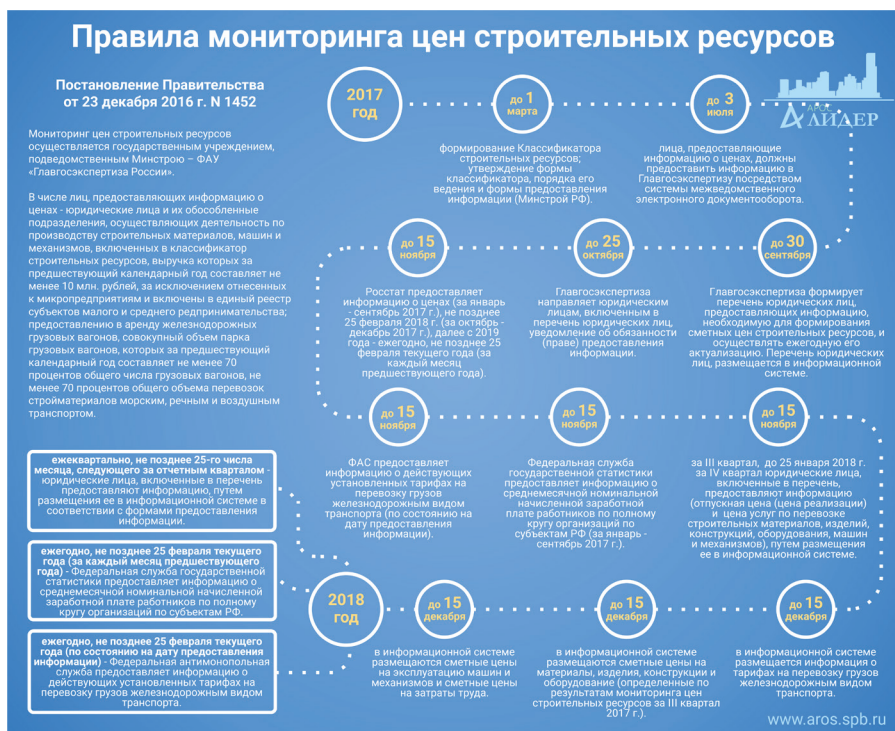 Правила мониторинга цен строительных ресурсов
Постановление Правительства
от 23 декабря 2016 г. N 1452
Мониторинг цен строительных ресурсов
осуществляется государственным учреждением,
подведомственным Минстрою – ФАУ
«Главгосэкспертиза России».
В числе лиц, предоставляющих информацию о
ценах - юридические лица и их обособленные
подразделения, осуществляющих деятельность по
производству строительных материалов, машин и
механизмов, включенных в классификатор
строительных ресурсов, выручка которых за
предшествующий календарный год составляет не
менее 10 млн. рублей, за исключением отнесенных
к микропредприятиям и включены в единый реестр
субъектов малого и среднего редпринимательства;
предоставлению в аренду железнодорожных
грузовых вагонов, совокупный объем парка
грузовых вагонов, которых за предшествующий
календарный год составляет не менее 70
процентов общего числа грузовых вагонов, не
менее 70 процентов общего объема перевозок
стройматериалов морским, речным и воздушным
транспортом.
2017
год
до 1
марта
формирование Классификатора
строительных ресурсов;
утверждение формы
классификатора, порядка его
ведения и формы предоставления
информации (Минстрой РФ).
до 3
июля
лица, предоставляющие
информацию о ценах, должны
предоставить информацию в
Главгосэкспертизу посредством
системы межведомственного
электронного документооборота.
АРОС
ЛИДЕР
до 15
ноября
Росстат предоставляет
информацию о ценах (за январь
- сентябрь 2017 г.), не позднее
25 февраля 2018 г. (за октябрь -
декабрь 2017 г.), далее с 2019
года - ежегодно, не позднее 25
февраля текущего года (за
каждый месяц
предшествующего года).
до 25
октября
Главгосэкспертиза
направляет юридическим
лицам, включенным в
перечень юридических лиц,
уведомление об обязанности
(праве) предоставления
информации.
до 30
сентября
Главгосэкспертиза формирует
перечень юридических лиц,
предоставляющих информацию,
необходимую для формирования
сметных цен строительных ресурсов, и
осуществлять ежегодную его
актуализацию. Перечень юридических
лиц, размещается в информационной
системе.
до 15
ноября
ФАС предоставляет
информацию о действующих
установленных тарифах на
перевозку грузов
железнодорожным видом
транспорта (по состоянию на
дату предоставления
информации).
до 15
ноября
Федеральная служба
государственной статистики
предоставляет информацию о
среднемесячной номинальной
начисленной заработной
плате работников по полному
кругу организаций по
субъектам РФ (за январь -
сентябрь 2017 г.).
до 15
ноября
за III квартал, до 25 января 2018 г.
за IV квартал юридические лица,
включенные в перечень,
предоставляют информацию
(отпускная цена (цена реализации)
и цена услуг по перевозке
строительных материалов, изделий,
конструкций, оборудования, машин
и механизмов), путем размещения
ее в информационной системе.
ежеквартально, не позднее 25-го числа
месяца, следующего за отчетным кварталом -
юридические лица, включенные в перечень
предоставляют информацию, путем
размещения ее в информационной системе в
соответствии с формами предоставления
информации.
ежегодно, не позднее 25 февраля текущего
года (за каждый месяц предшествующего
года) - Федеральная служба государственной
статистики предоставляет информацию о
среднемесячной номинальной начисленной
заработной плате работников по полному
кругу организаций по субъектам РФ.
ежегодно, не позднее 25 февраля текущего
года (по состоянию на дату предоставления
информации) - Федеральная антимонопольная
служба предоставляет информацию о
действующих установленных тарифах на
перевозку грузов железнодорожным видом
транспорта.
2018
год
до 15
декабря
в информационной системе
размещаются сметные цены
на эксплуатацию машин и
механизмов и сметные цены
на затраты труда.
до 15
декабря
в информационной системе
размещаются сметные цены на
материалы, изделия, конструкции и
оборудование (определенные по
результатам мониторинга цен
строительных ресурсов за III квартал
2017 г.).
до 15
декабря
в информационной системе
размещается информация о
тарифах на перевозку грузов
железнодорожным видом
транспорта.
www.aros.spb.ru